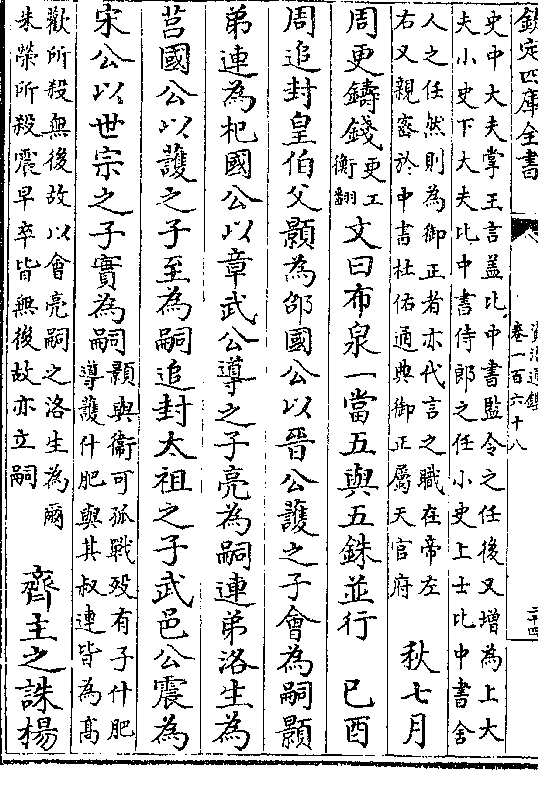 欽定四庫全書
資治通鑑
卷一百六十八
二十四
史中大夫掌王言蓋比中書監令之任後又增為上大
夫小史下大夫比中書侍郎之任小史上士比中書舍
人之任然則為御正者亦代言之職在帝左
右又親密於中書杜佑通典御正屬天官府
秋七月
周更鑄錢更工衡翻文曰布泉一當五與五銖並行 己酉
周追封皇伯父顥為邵國公以晉公䕶之子會為嗣顥
弟連為杞國公以章武公導之子亮為嗣連弟洛生為
莒國公以䕶之子至為嗣追封太祖之子武邑公震為
宋公以世宗之子實為嗣
顥與衞可孤戰殁有子什肥
導䕶什肥與其叔連皆為髙
歡所殺無後故以會亮嗣之洛生為爾
朱榮所殺震早卒皆無後故亦立嗣
齊主之誅楊